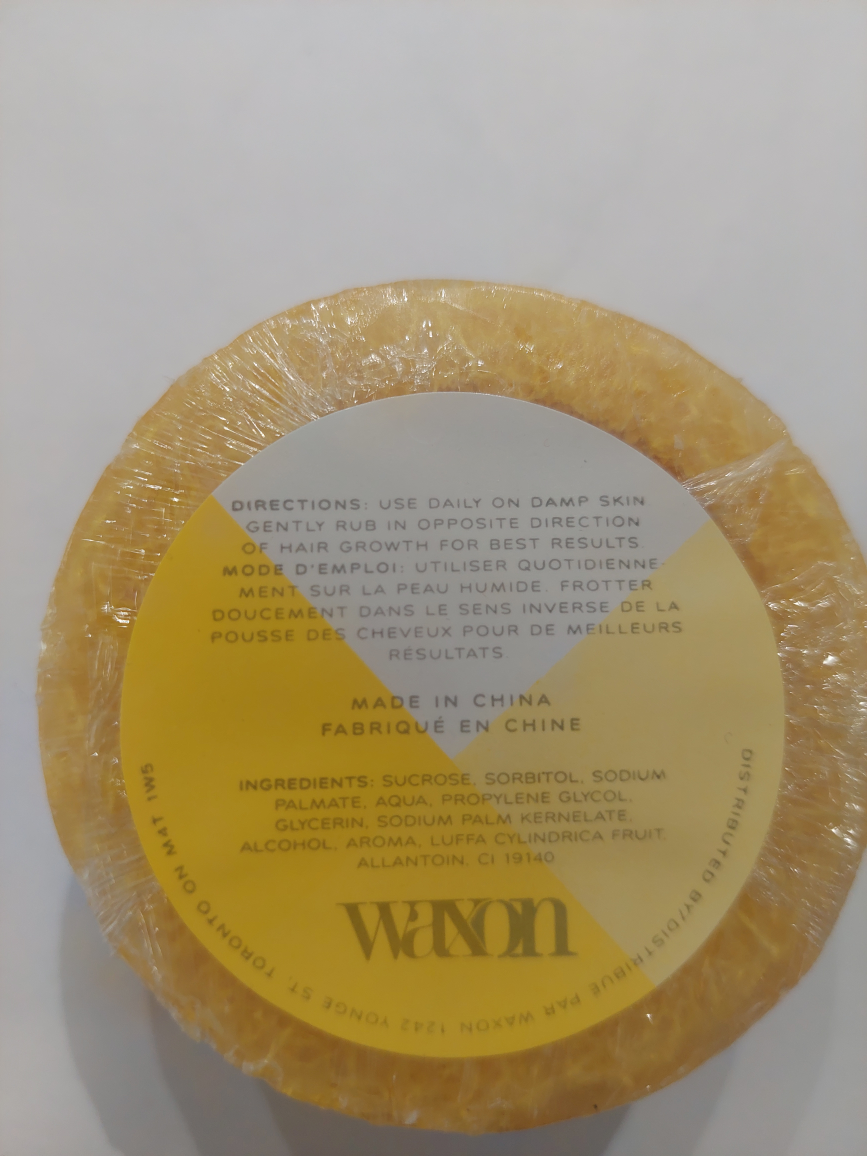 DIRECTIONS: USE DAILY ON DAMP SKIN
GENTLY RUB IN OPPOSITE DIRECTION
OF HAIR GROWTH FOR BEST RESULTS.
MODE D'EMPLOI: UTILISER QUOTIDIENNE-
MENT SUR LA PEAU HUMIDE. FROTTER
DOUCEMENT DANS LE SENS INVERSE DE LA
POUSSE DES CHEVEUX POUR DE MEILLEURS
RÉSULTATS.
MADE IN CHINA
FABRIQUÉ EN CHINE
INGREDIENTS: SUCROSE, SORBITOL, SODIUM
PALMATE, AQUA, PROPYLENE GLYCOL,
GLYCERIN, SODIUM PALM KERNELATE,
ALCOHOL, AROMA, LUFFA CYLINDRICA FRUIT,
ALLANTOIN, CI 19140
waxon
DISTRIBUTED BY/DISTRIBUÉ PAR WAXON 1242 YONGE ST. TORONTO ON M4T 1W5